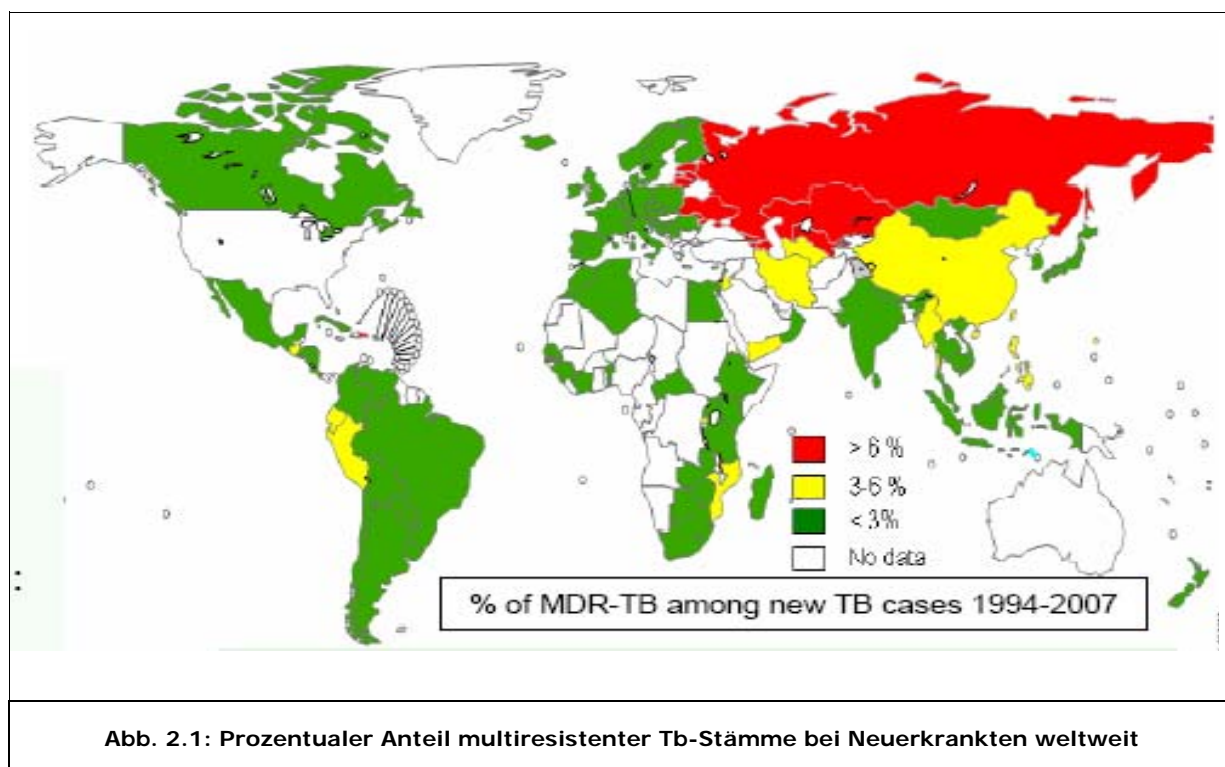 > 6 %
3-6 %
< 3%
No data
% of MDR-TB among new TB cases 1994-2007
Abb. 2.1: Prozentualer Anteil multiresistenter Tb-Stämme bei Neuerkrankten weltweit